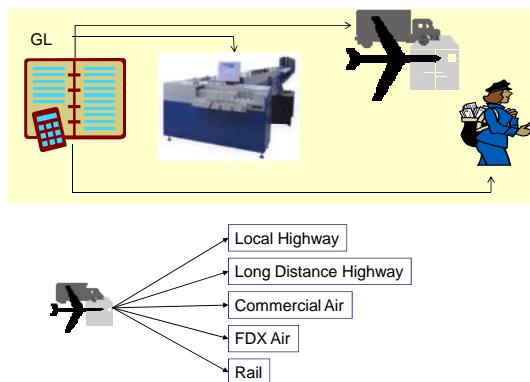 GL
Local Highway
Long Distance Highway
Commercial Air
FDX Air
Rail